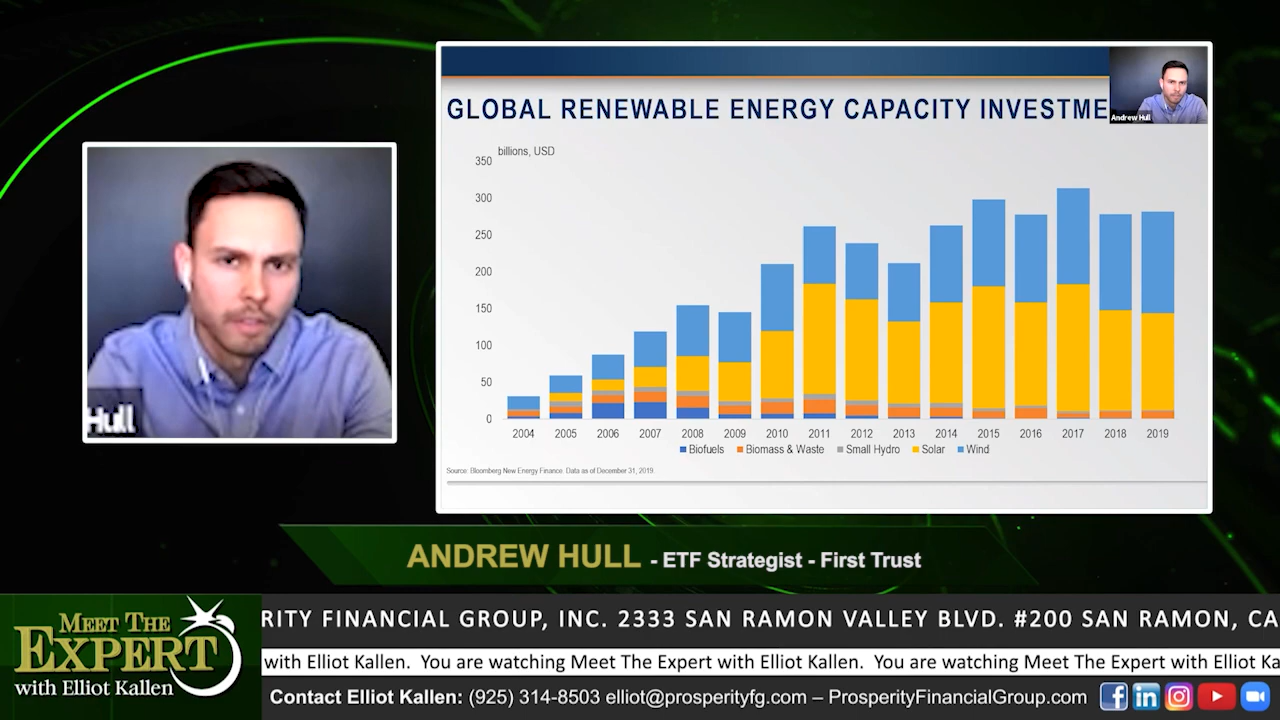 GLOBAL RENEWABLE ENERGY CAPACITY INVESTME
Andrew Hull
billions, USD
350
300
250
200
150
100
50
0
2004 2005 2006 2007 2008 2009 2010 2011 2012 2013 2014 2015 2016 2017 2018 2019
Biofuels Biomass & Waste Small Hydro Solar Wind
Source: Bloomberg New Energy Finance. Data as of December 31, 2019.
Hull
ANDREW HULL - ETF Strategist - First Trust
MEET THE
EXPERT
with Elliot Kallen
RITY FINANCIAL GROUP, INC. 2333 SAN RAMON VALLEY BLVD. #200 SAN RAMON, CA
with Elliot Kallen. You are watching Meet The Expert with Elliot Kallen. You are watching Meet The Expert with Elliot Ka
Contact Elliot Kallen: (925) 314-8503 elliot@prosperityfg.com – ProsperityFinancialGroup.com